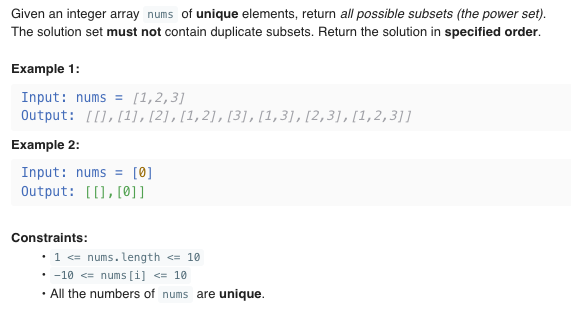 Given an integer array nums of unique elements, return all possible subsets (the power set).
The solution set must not contain duplicate subsets. Return the solution in specified order.
Example 1:
Input: nums = [1,2,3]
Output: [[],[1],[2],[1,2],[3],[1,3],[2,3],[1,2,3]]
Example 2:
Input: nums = [0]
Output: [[],[0]]
Constraints:
• 1 <= nums.length <= 10
• -10 <= nums[i] <= 10
• All the numbers of nums are unique.